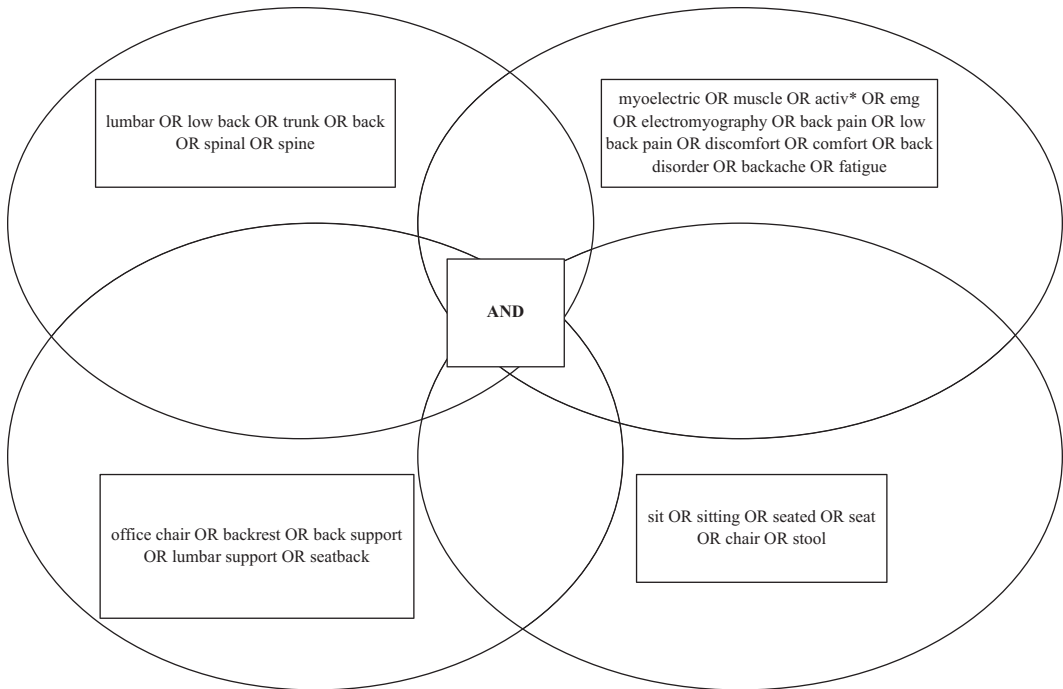 lumbar OR low back OR trunk OR back
OR spinal OR spine
myoelectric OR muscle OR activ* OR emg
OR electromyography OR back pain OR low
back pain OR discomfort OR comfort OR back
disorder OR backache OR fatigue
AND
office chair OR backrest OR back support
OR lumbar support OR seatback
sit OR sitting OR seated OR seat
OR chair OR stool